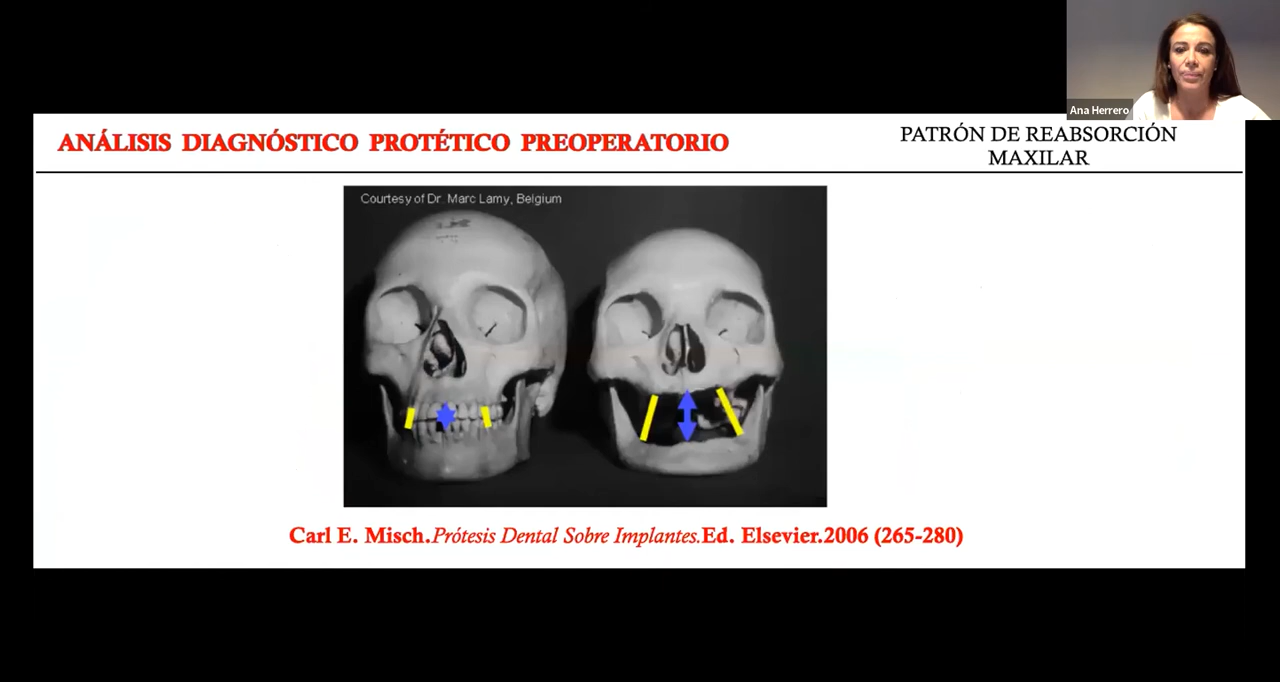 Ana Herrero
ANÁLISIS DIAGNÓSTICO PROTÉTICO PREOPERATORIO
PATRÓN DE REABSORCIÓN
MAXILAR
Courtesy of Dr. Marc Lamy, Belgium
Carl E. Misch.Prótesis Dental Sobre Implantes.Ed. Elsevier.2006 (265-280)